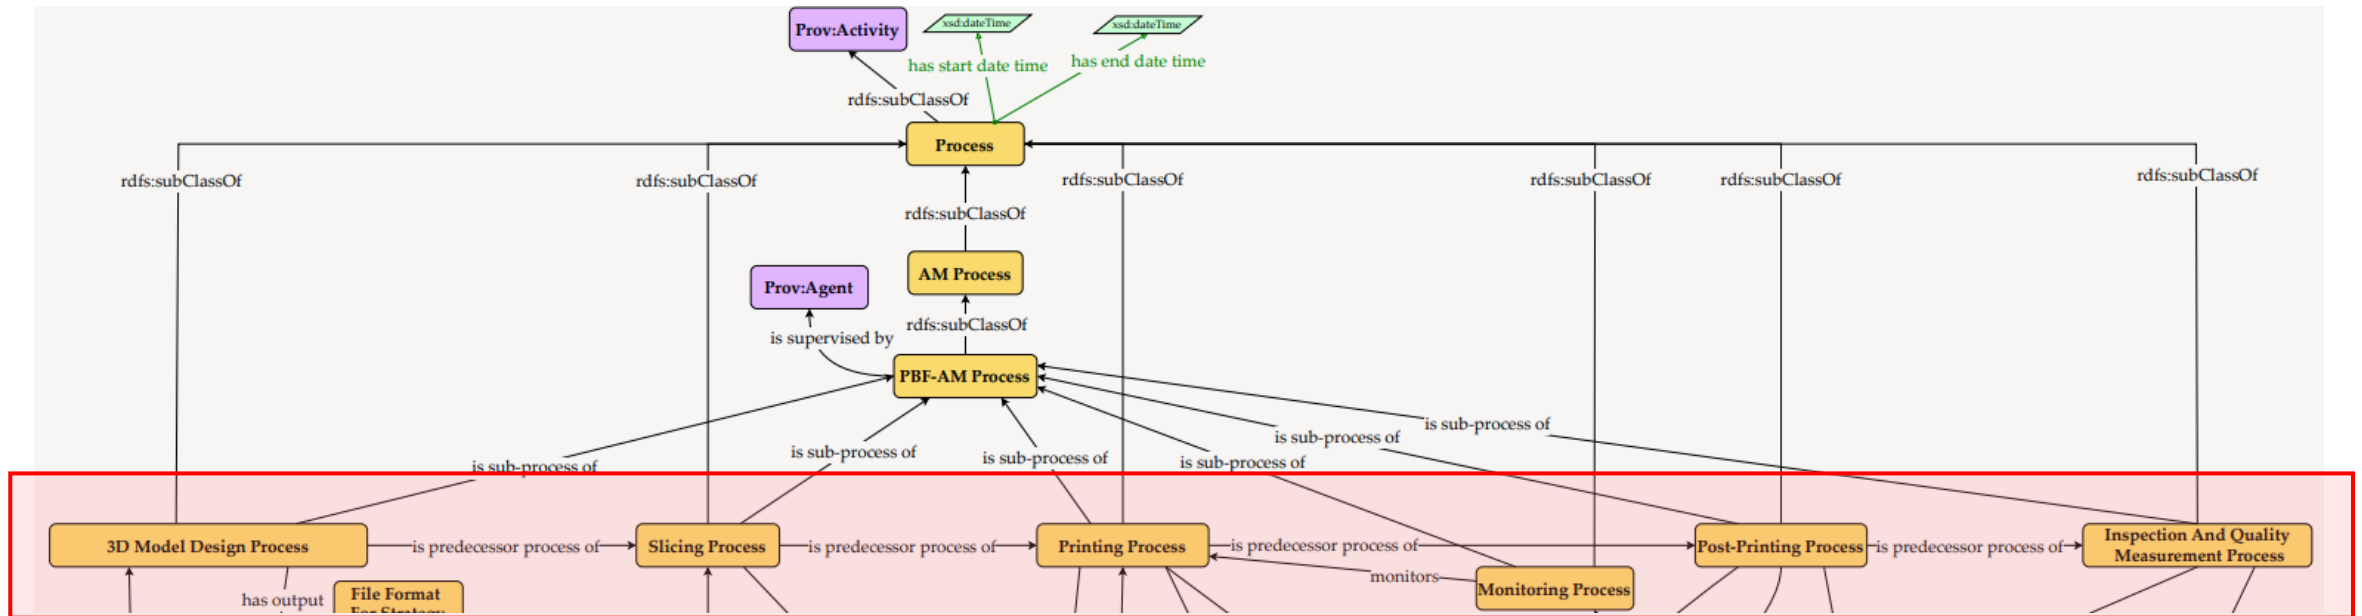 Prov:Activity
xsd:dateTime
xsd:dateTime
has start date time
has end date time
rdfs:subClassOf
Process
rdfs:subClassOf
rdfs:subClassOf
rdfs:subClassOf
rdfs:subClassOf
rdfs:subClassOf
rdfs:subClassOf
rdfs:subClassOf
AM Process
Prov:Agent
rdfs:subClassOf
is supervised by
PBF-AM Process
is sub-process of
is sub-process of
is sub-process of
is sub-process of
is sub-process of
is sub-process of
3D Model Design Process
is predecessor process of
Slicing Process
is predecessor process of
Printing Process
is predecessor process of
Post-Printing Process
is predecessor process of
Inspection And Quality
Measurement Process
monitors
Monitoring Process
has output
File Format
For Strategy